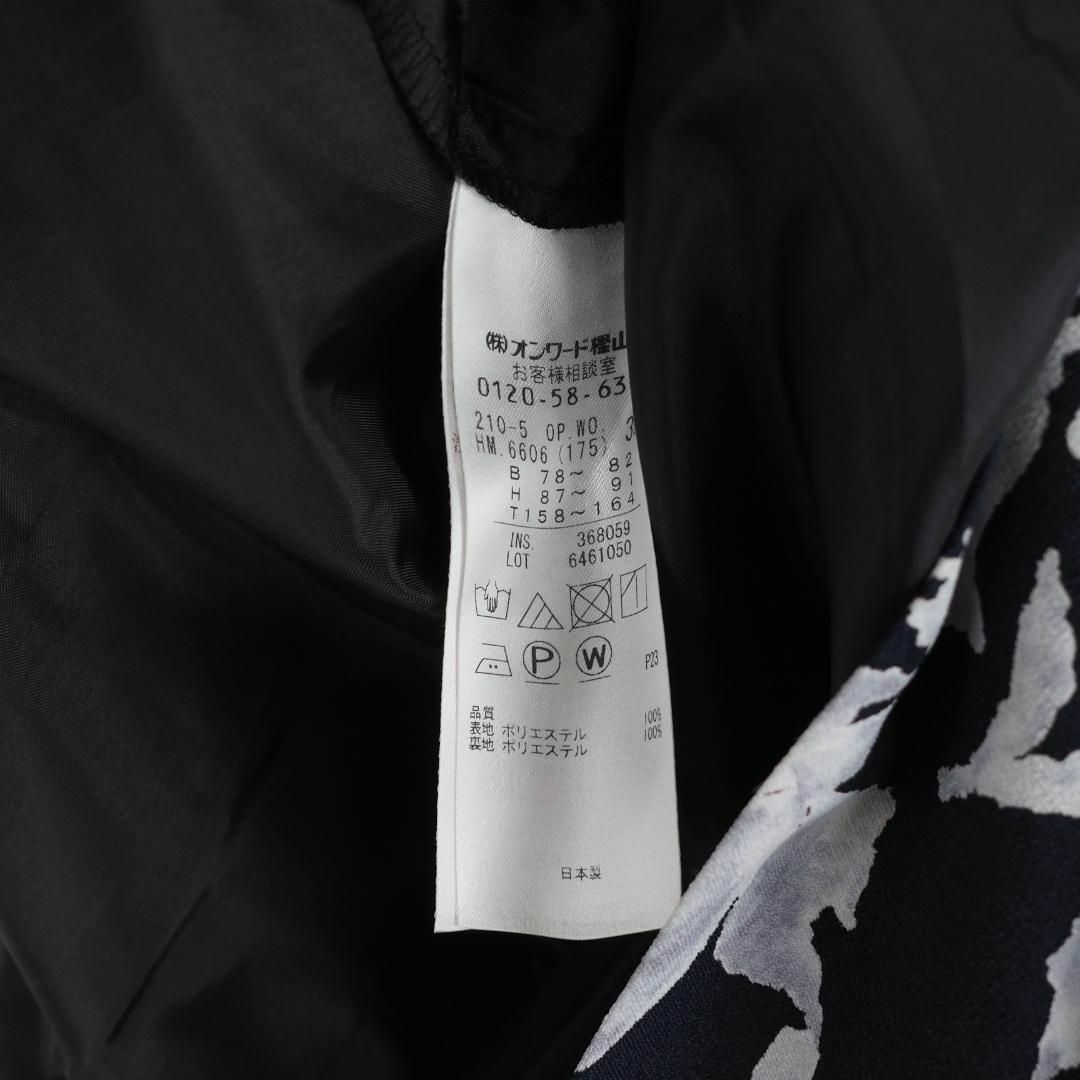 (株)オンワード樫山
お客様相談室
0120-58-63
210-5 OP.WO.
HM.6606 (175)
B 78～ 82
H 87～ 91
T158～164
INS. 368059
LOT 6461050
P W P23
品質
表地 ポリエステル 100%
裏地 ポリエステル 100%
日本製